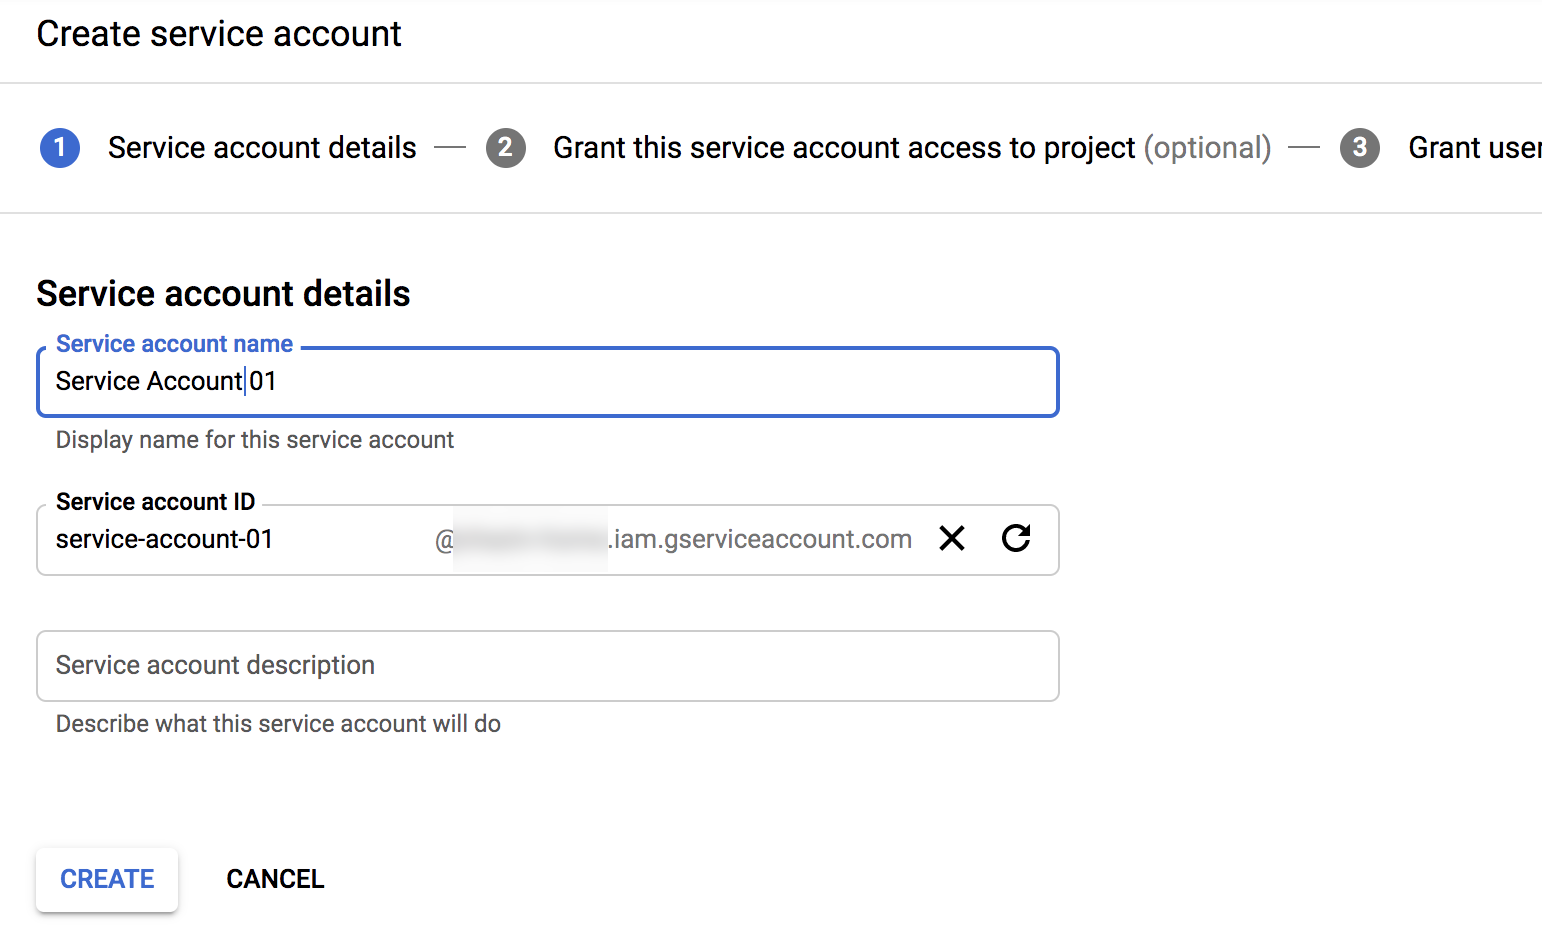 Create service account
1 Service account details — 2 Grant this service account access to project (optional) — 3 Grant user
Service account details
Service account name
Service Account 01
Display name for this service account
Service account ID
service-account-01 @ .iam.gserviceaccount.com
Service account description
Describe what this service account will do
CREATE CANCEL